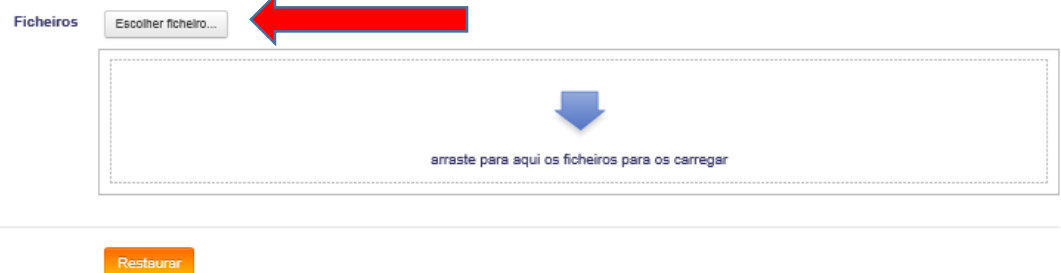 Ficheiros
Escolher ficheiro...
arraste para aqui os ficheiros para os carregar
Restaurar